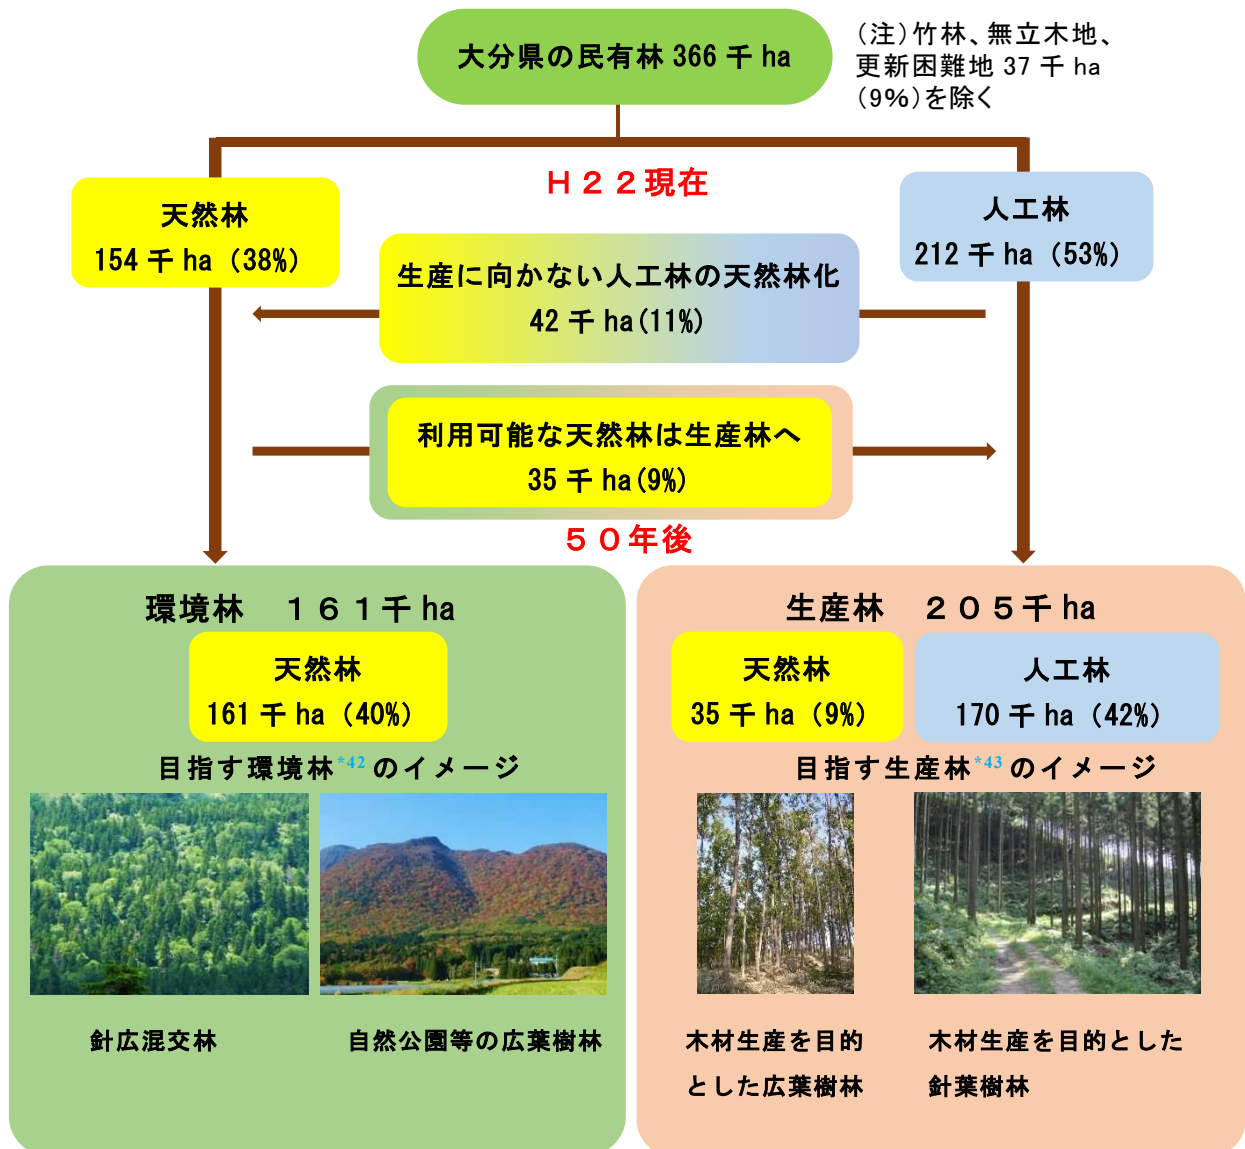 大分県の民有林 366 千 ha
（注）竹林、無立木地、
更新困難地 37 千 ha
（9%）を除く
Ｈ２２現在
天然林
154 千 ha（38%）
人工林
212 千 ha（53%）
生産に向かない人工林の天然林化
42 千 ha(11%)
利用可能な天然林は生産林へ
35 千 ha(9%)
５０年後
環境林　１６１千 ha
天然林
161 千 ha（40%）
目指す環境林*42 のイメージ
針広混交林
自然公園等の広葉樹林
生産林　２０５千 ha
天然林
35 千 ha（9%）
人工林
170 千 ha（42%）
目指す生産林*43 のイメージ
木材生産を目的
とした広葉樹林
木材生産を目的とした
針葉樹林